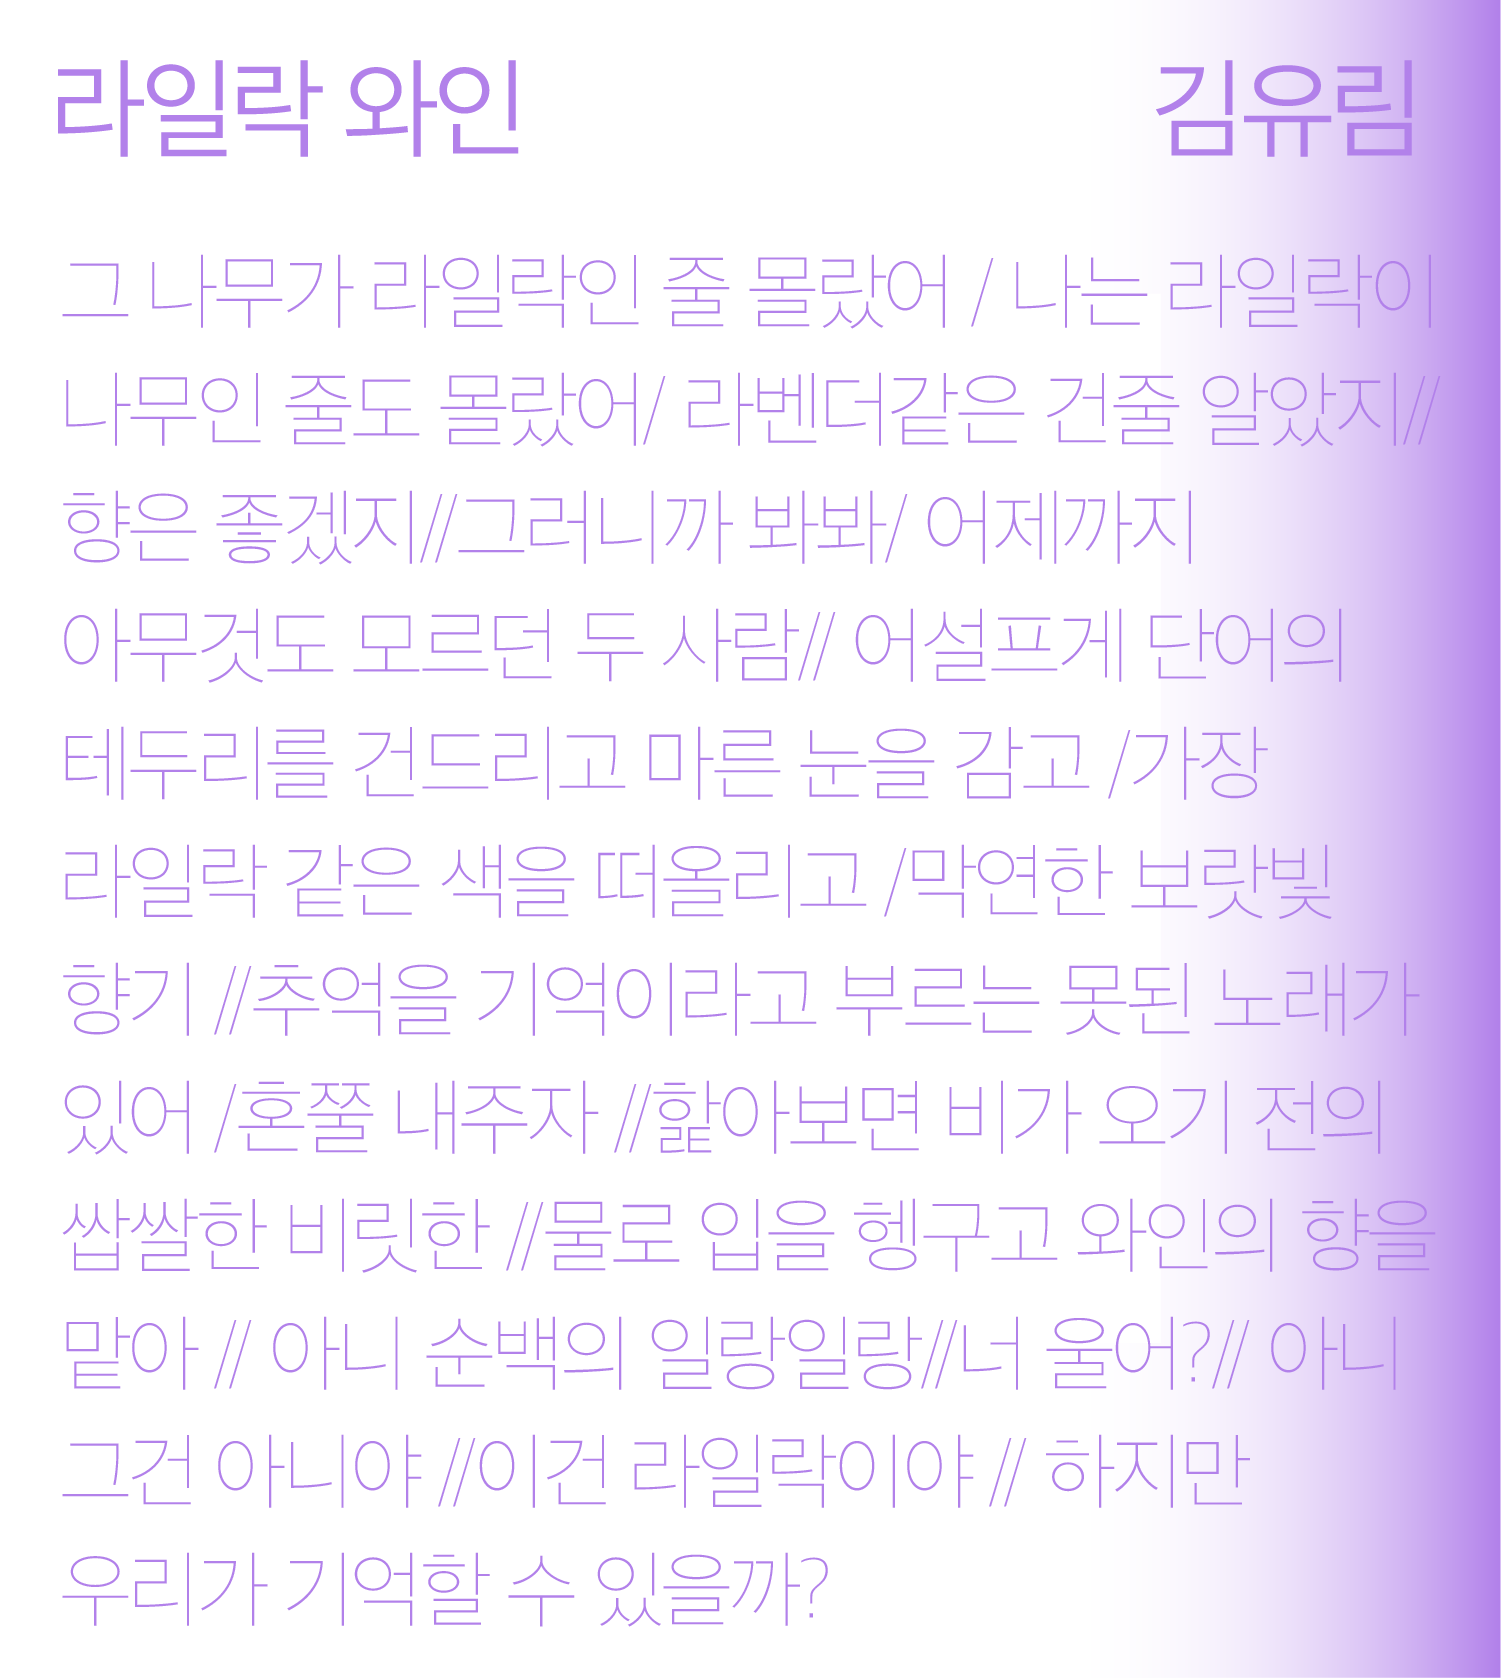 라일락 와인 김유림
그 나무가 라일락인 줄 몰랐어 / 나는 라일락이
나무인 줄도 몰랐어/ 라벤더같은 건줄 알았지//
향은 좋겠지//그러니까 봐봐/ 어제까지
아무것도 모르던 두 사람// 어설프게 단어의
테두리를 건드리고 마른 눈을 감고 /가장
라일락 같은 색을 떠올리고 /막연한 보랏빛
향기 //추억을 기억이라고 부르는 못된 노래가
있어 /혼쭐 내주자 //핥아보면 비가 오기 전의
쌉쌀한 비릿한 //물로 입을 헹구고 와인의 향을
맡아 // 아니 순백의 일랑일랑//너 울어?// 아니
그건 아니야 //이건 라일락이야 // 하지만
우리가 기억할 수 있을까?